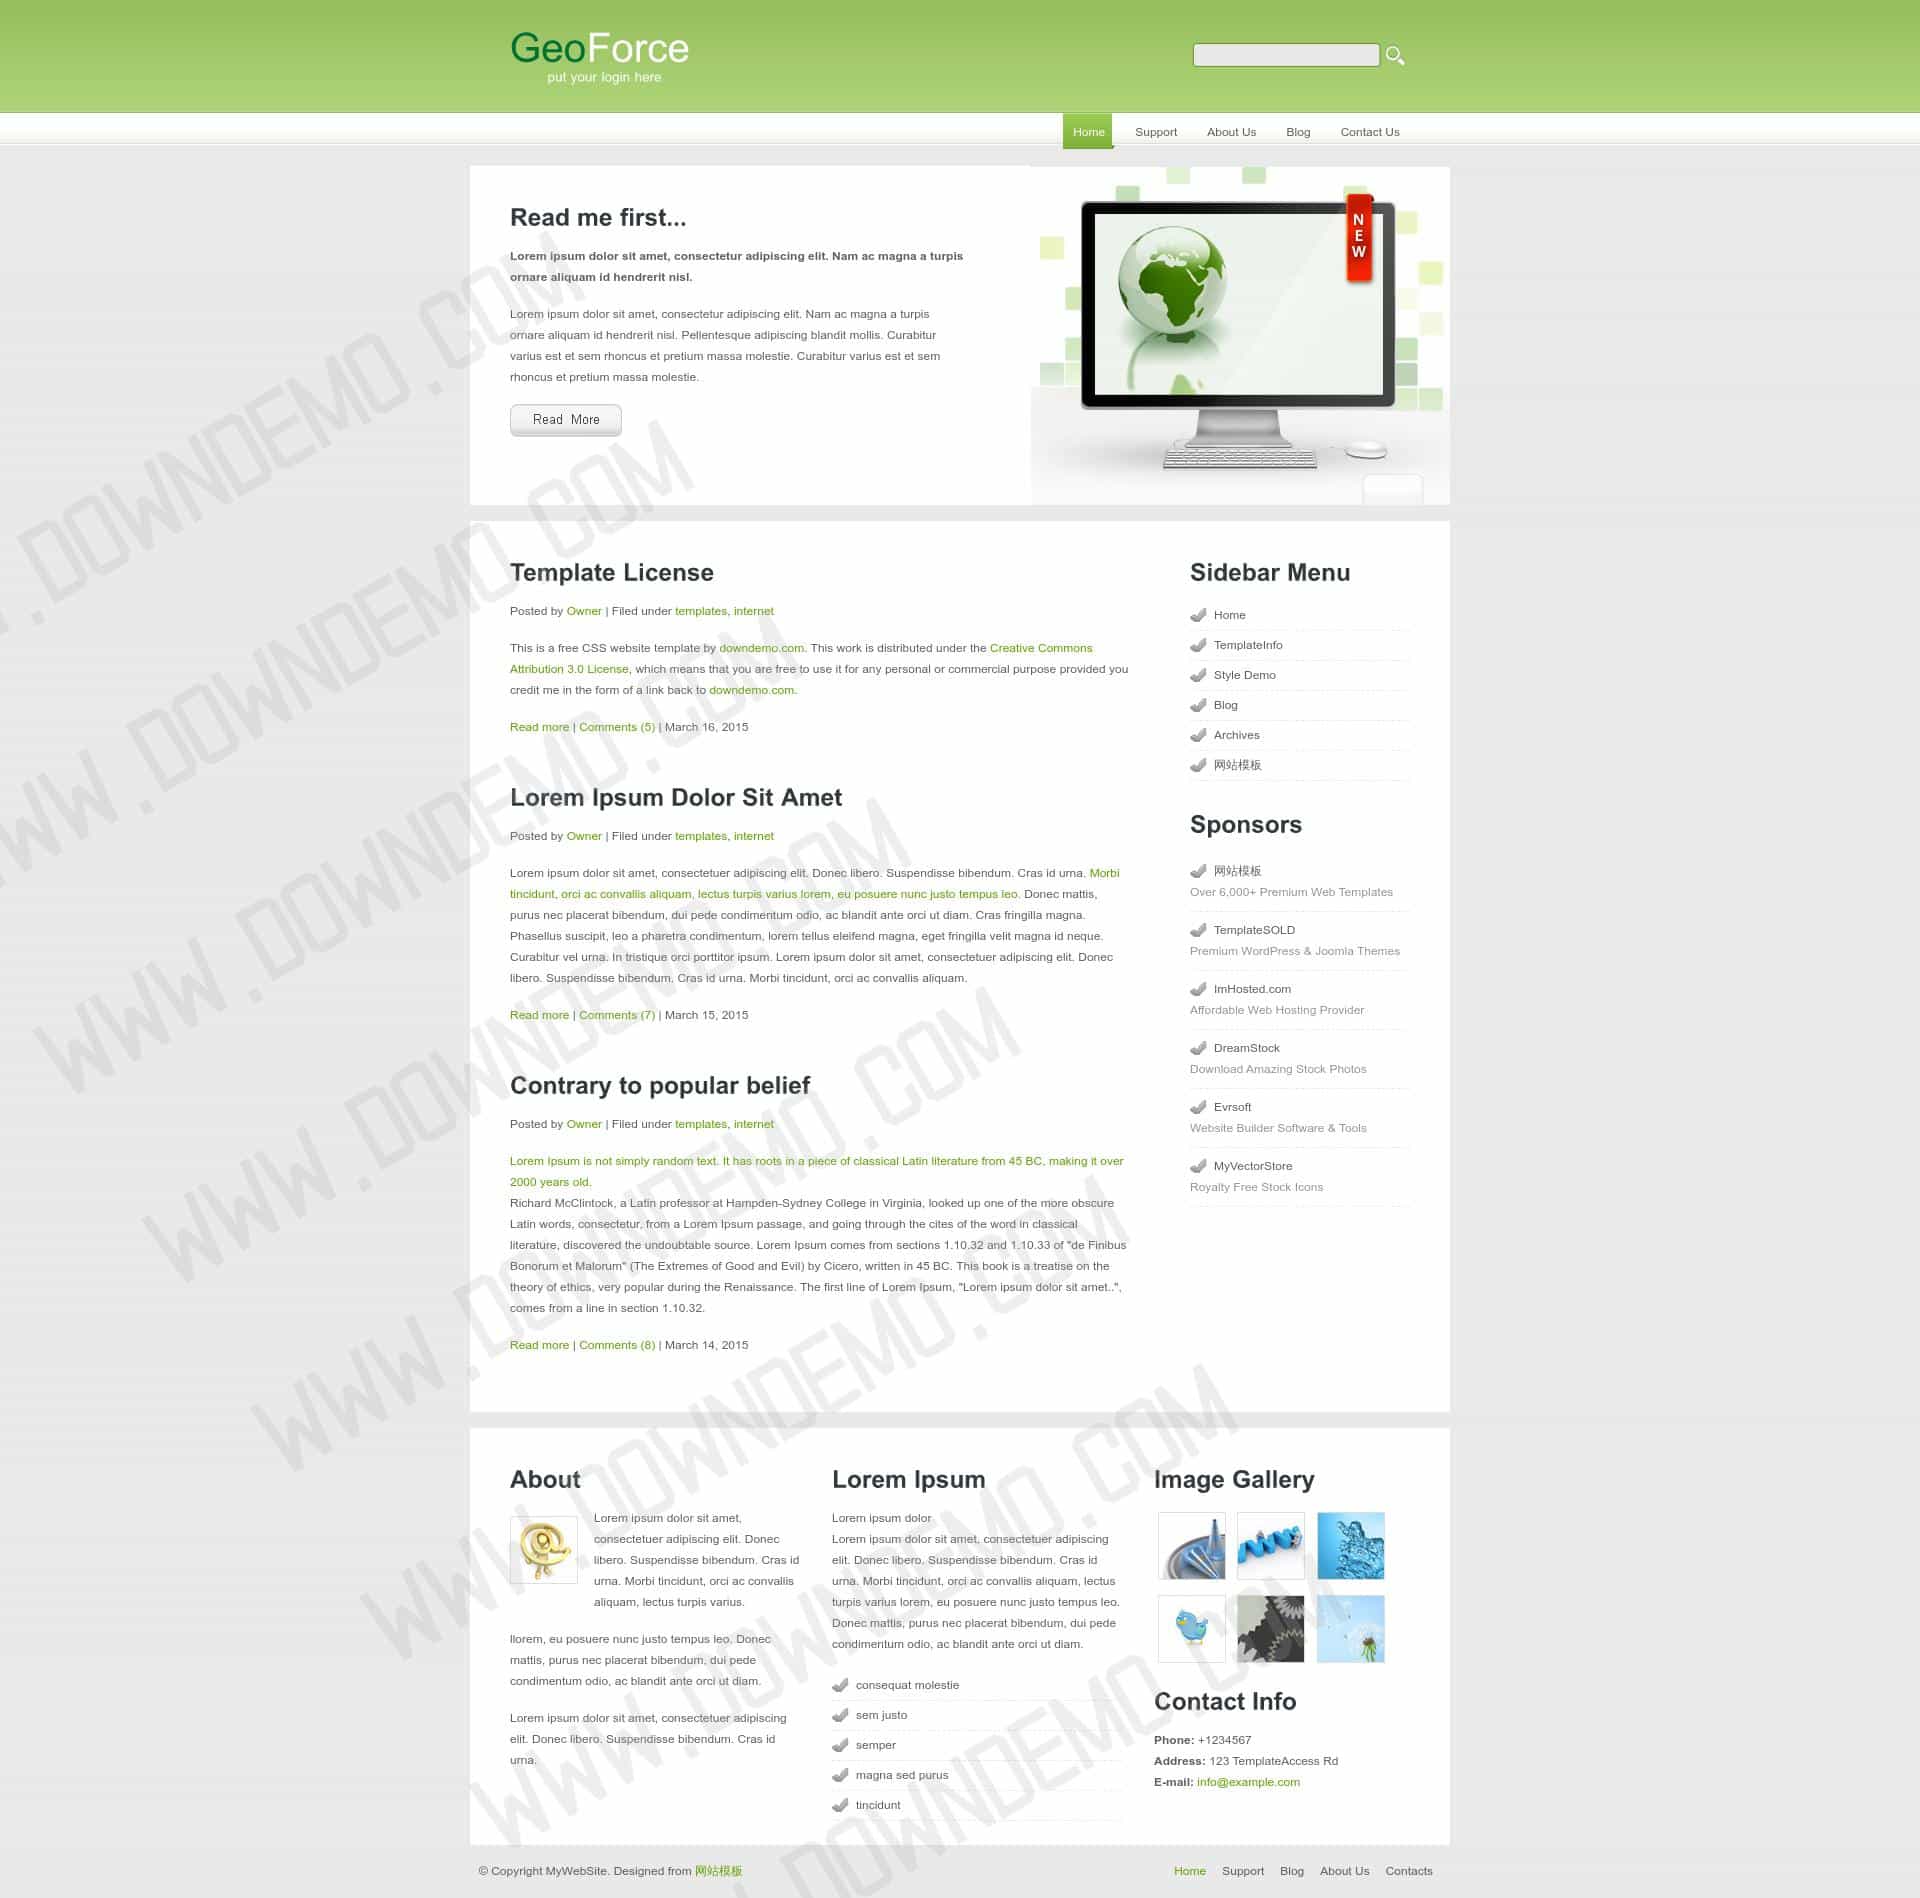 GeoForce
put your login here
Home Support About Us Blog Contact Us
Read me first...
Lorem ipsum dolor sit amet, consectetur adipiscing elit. Nam ac magna a turpis
ornare aliquam id hendrerit nisl.
Lorem ipsum dolor sit amet, consectetur adipiscing elit. Nam ac magna a turpis
ornare aliquam id hendrerit nisl. Pellentesque adipiscing blandit mollis. Curabitur
varius est et sem rhoncus et pretium massa molestie. Curabitur varius est et sem
rhoncus et pretium massa molestie.
Read More
NEW
Template License
Posted by Owner | Filed under templates, internet
This is a free CSS website template by downdemo.com. This work is distributed under the Creative Commons
Attribution 3.0 License, which means that you are free to use it for any personal or commercial purpose provided you
credit me in the form of a link back to downdemo.com.
Read more | Comments (5) | March 16, 2015
Lorem Ipsum Dolor Sit Amet
Posted by Owner | Filed under templates, internet
Lorem ipsum dolor sit amet, consectetuer adipiscing elit. Donec libero. Suspendisse bibendum. Cras id urna. Morbi
tincidunt, orci ac convallis aliquam, lectus turpis varius lorem, eu posuere nunc justo tempus leo. Donec mattis,
purus nec placerat bibendum, dui pede condimentum odio, ac blandit ante orci ut diam. Cras fringilla magna.
Phasellus suscipit, leo a pharetra condimentum, lorem tellus eleifend magna, eget fringilla velit magna id neque.
Curabitur vel urna. In tristique orci porttitor ipsum. Lorem ipsum dolor sit amet, consectetuer adipiscing elit. Donec
libero. Suspendisse bibendum. Cras id urna. Morbi tincidunt, orci ac convallis aliquam.
Read more | Comments (7) | March 15, 2015
Contrary to popular belief
Posted by Owner | Filed under templates, internet
Lorem Ipsum is not simply random text. It has roots in a piece of classical Latin literature from 45 BC, making it over
2000 years old.
Richard McClintock, a Latin professor at Hampden-Sydney College in Virginia, looked up one of the more obscure
Latin words, consectetur, from a Lorem Ipsum passage, and going through the cites of the word in classical
literature, discovered the undoubtable source. Lorem Ipsum comes from sections 1.10.32 and 1.10.33 of "de Finibus
Bonorum et Malorum" (The Extremes of Good and Evil) by Cicero, written in 45 BC. This book is a treatise on the
theory of ethics, very popular during the Renaissance. The first line of Lorem Ipsum, "Lorem ipsum dolor sit amet..",
comes from a line in section 1.10.32.
Read more | Comments (8) | March 14, 2015
Sidebar Menu
Home
TemplateInfo
Style Demo
Blog
Archives
网站模板
Sponsors
网站模板
Over 6,000+ Premium Web Templates
TemplateSOLD
Premium WordPress & Joomla Themes
ImHosted.com
Affordable Web Hosting Provider
DreamStock
Download Amazing Stock Photos
Evrsoft
Website Builder Software & Tools
MyVectorStore
Royalty Free Stock Icons
About
Lorem ipsum dolor sit amet,
consectetuer adipiscing elit. Donec
libero. Suspendisse bibendum. Cras id
urna. Morbi tincidunt, orci ac convallis
aliquam, lectus turpis varius.
llorem, eu posuere nunc justo tempus leo. Donec
mattis, purus nec placerat bibendum, dui pede
condimentum odio, ac blandit ante orci ut diam.
Lorem ipsum dolor sit amet, consectetuer adipiscing
elit. Donec libero. Suspendisse bibendum. Cras id
urna.
Lorem Ipsum
Lorem ipsum dolor
Lorem ipsum dolor sit amet, consectetuer adipiscing
elit. Donec libero. Suspendisse bibendum. Cras id
urna. Morbi tincidunt, orci ac convallis aliquam, lectus
turpis varius lorem, eu posuere nunc justo tempus leo.
Donec mattis, purus nec placerat bibendum, dui pede
condimentum odio, ac blandit ante orci ut diam.
consequat molestie
sem justo
semper
magna sed purus
tincidunt
Image Gallery
Contact Info
Phone: +1234567
Address: 123 TemplateAccess Rd
E-mail: info@example.com
© Copyright MyWebSite. Designed from 网站模板
Home Support Blog About Us Contacts
WWW.DOWNDEMO.COM
WWW.DOWNDEMO.COM
WWW.DOWNDEMO.COM
WWW.DOWNDEMO.COM
WWW.DOWNDEMO.COM
WWW.DOWNDEMO.COM
WWW.DOWNDEMO.COM
WWW.DOWNDEMO.COM